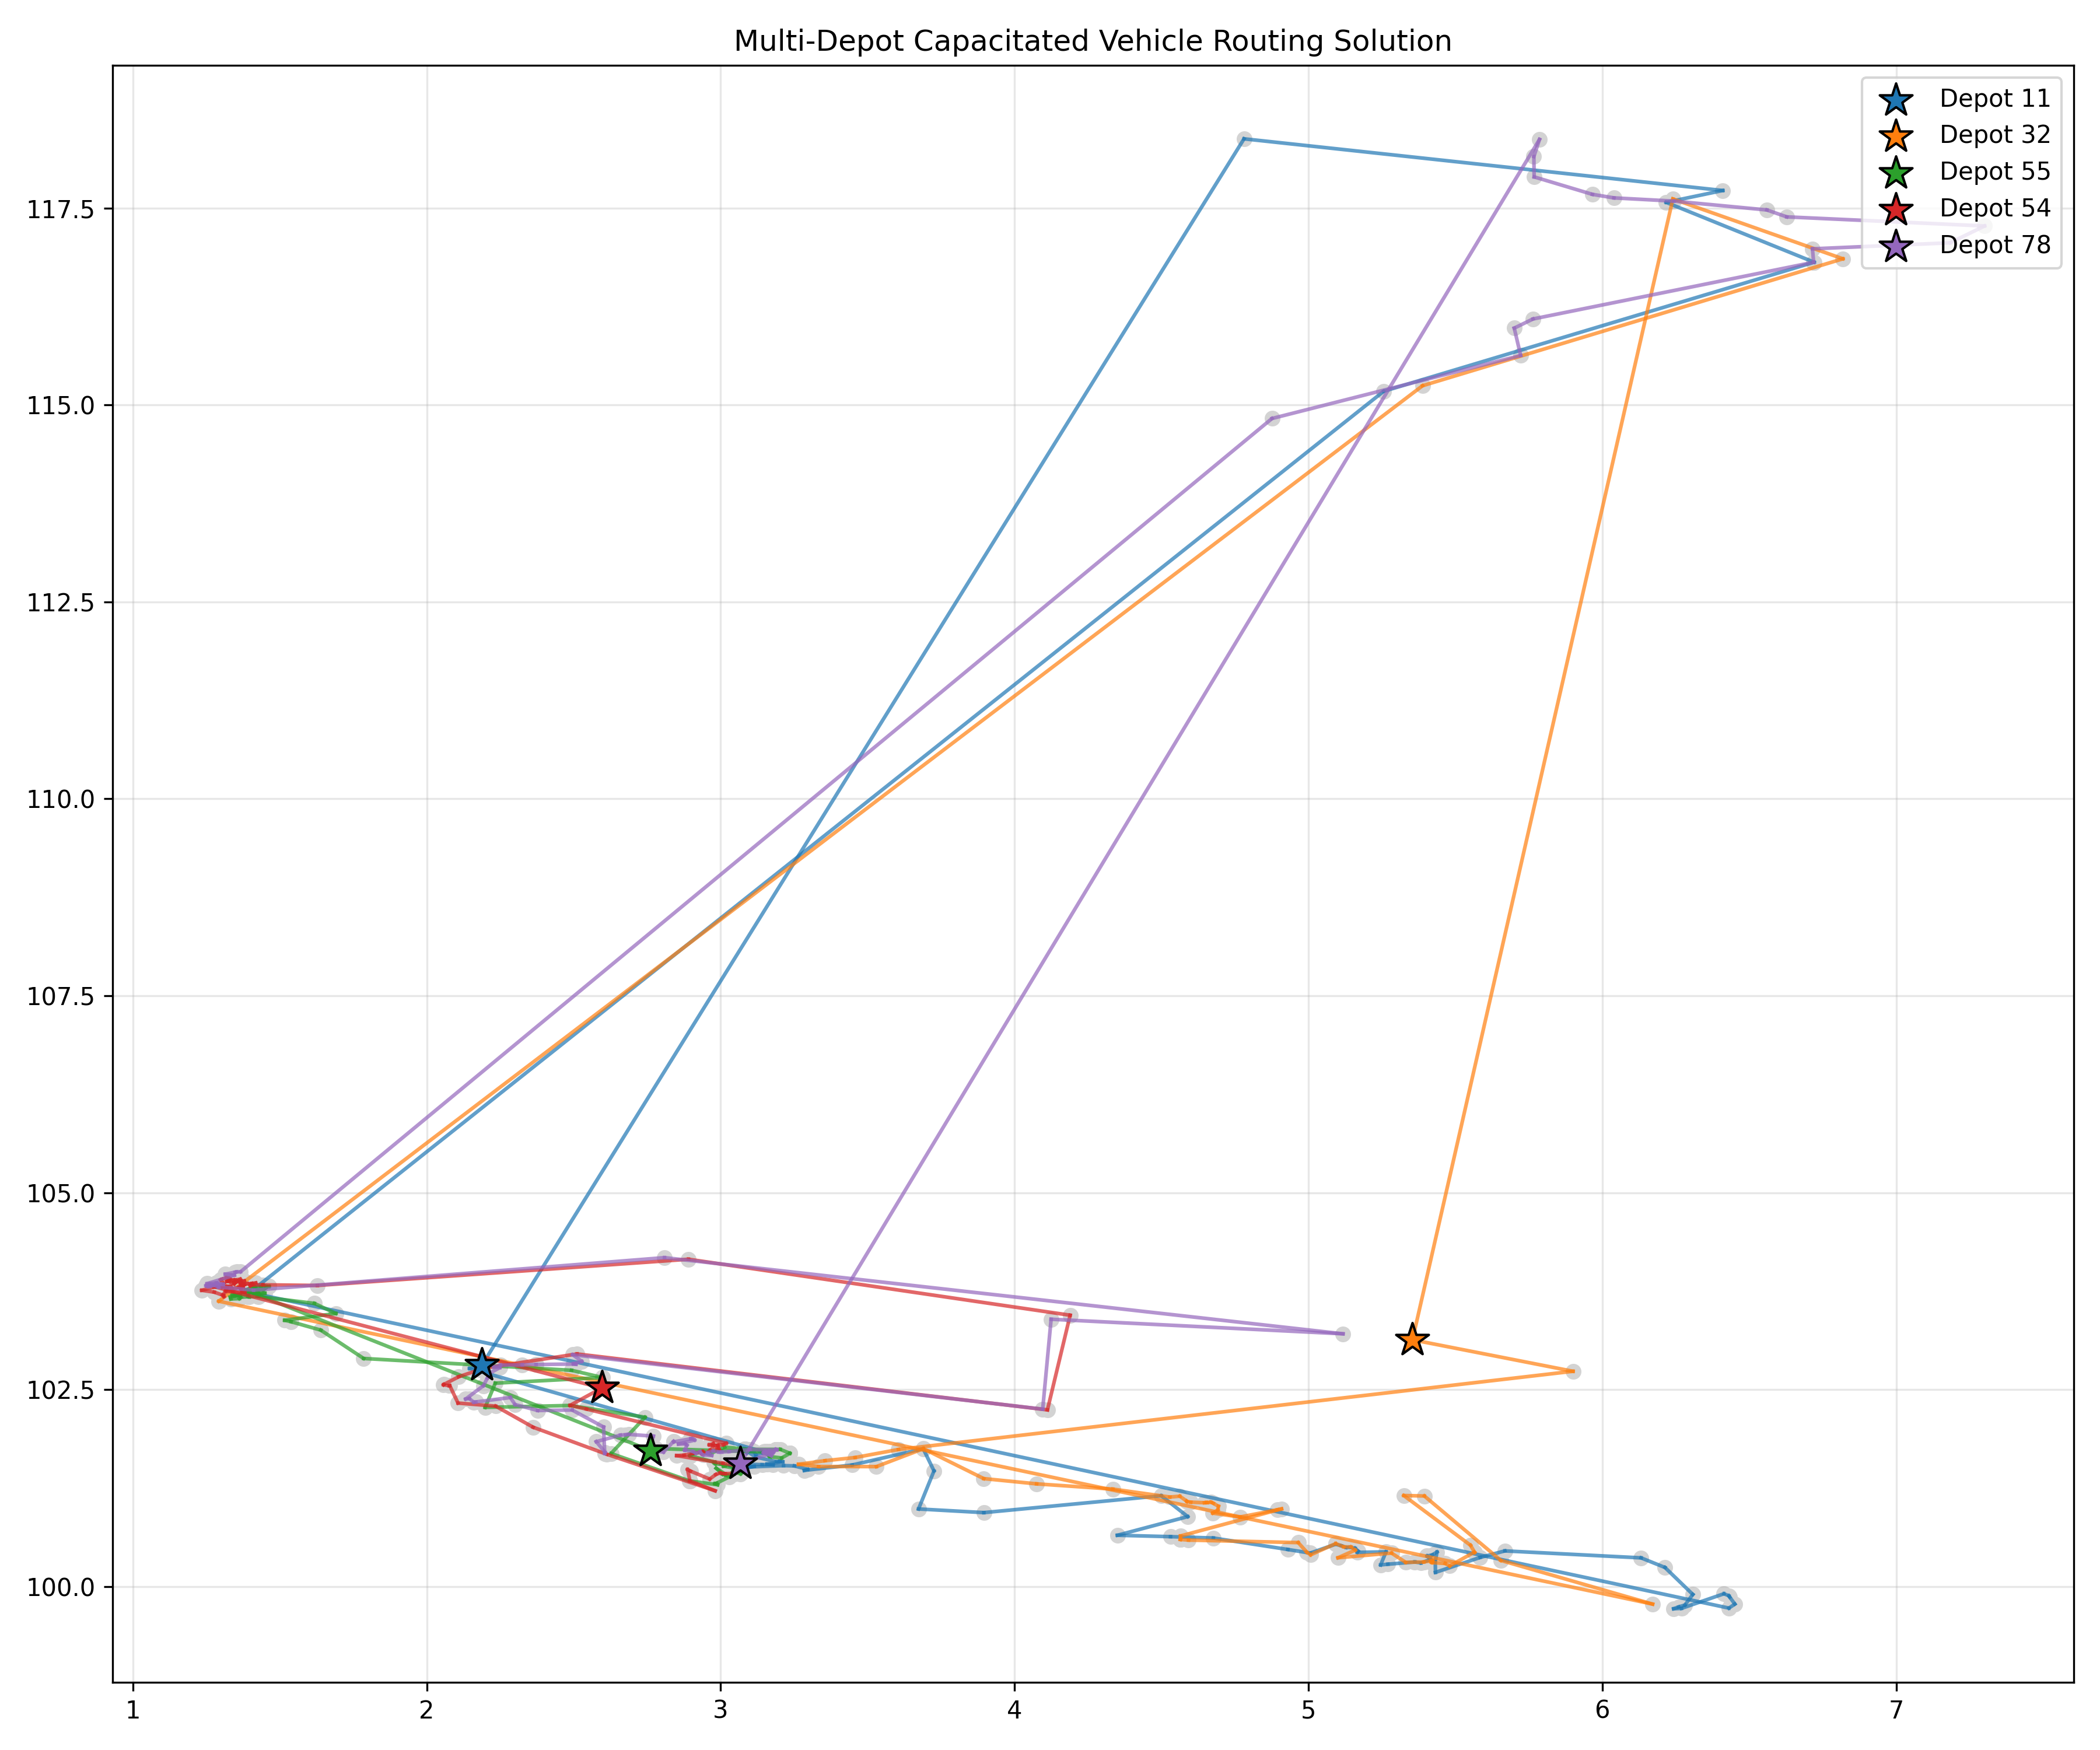 Multi-Depot Capacitated Vehicle Routing Solution
Depot 11
Depot 32
Depot 55
Depot 54
Depot 78
117.5
115.0
112.5
110.0
107.5
105.0
102.5
100.0
1 2 3 4 5 6 7